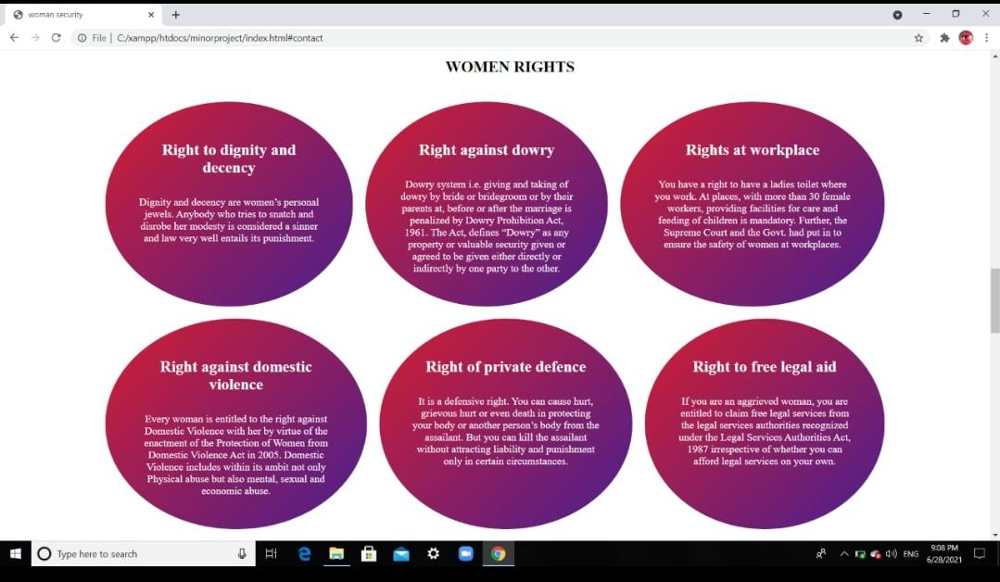 woman security
File | C:/xampp/htdocs/minorproject/index.html#contact
WOMEN RIGHTS
Right to dignity and
decency
Dignity and decency are women's personal
jewels. Anybody who tries to snatch and
disrobe her modesty is considered a sinner
and law very well entails its punishment.
Right against dowry
Dowry system i.e. giving and taking of
dowry by bride or bridegroom or by their
parents at, before or after the marriage is
penalized by Dowry Prohibition Act,
1961. The Act, defines “Dowry” as any
property or valuable security given or
agreed to be given either directly or
indirectly by one party to the other.
Rights at workplace
You have a right to have a ladies toilet where
you work. At places, with more than 30 female
workers, providing facilities for care and
feeding of children is mandatory. Further, the
Supreme Court and the Govt. had put in to
ensure the safety of women at workplaces.
Right against domestic
violence
Every woman is entitled to the right against
Domestic Violence with her by virtue of the
enactment of the Protection of Women from
Domestic Violence Act in 2005. Domestic
Violence includes within its ambit not only
Physical abuse but also mental, sexual and
economic abuse.
Right of private defence
It is a defensive right. You can cause hurt,
grievous hurt or even death in protecting
your body or another person's body from the
assailant. But you can kill the assailant
without attracting liability and punishment
only in certain circumstances.
Right to free legal aid
If you are an aggrieved woman, you are
entitled to claim free legal services from
the legal services authorities recognized
under the Legal Services Authorities Act,
1987 irrespective of whether you can
afford legal services on your own.
Type here to search
ENG
9:08 PM
6/28/2021